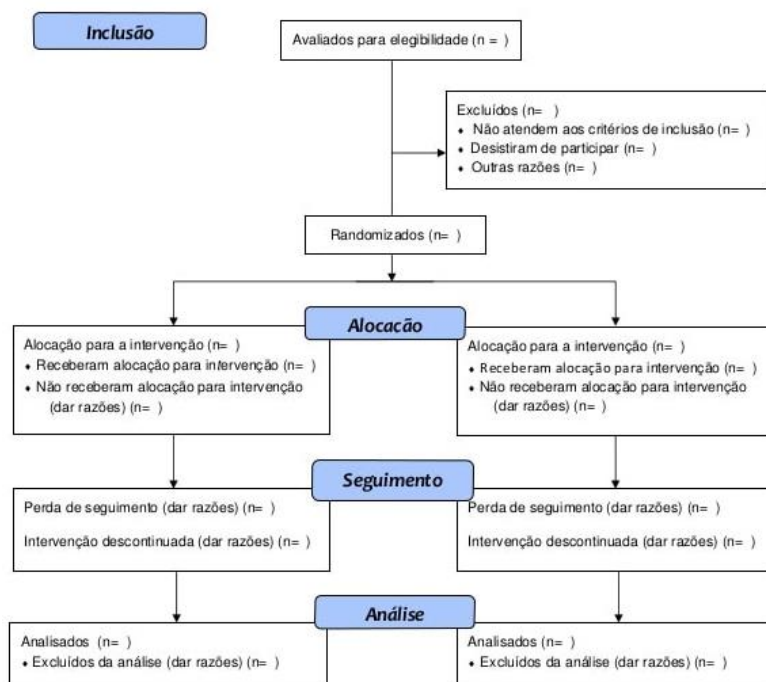 Inclusão
Avaliados para elegibilidade (n = )
Excluídos (n= )
♦ Não atendem aos critérios de inclusão (n= )
♦ Desistiram de participar (n= )
♦ Outras razões (n= )
Randomizados (n= )
Alocacão
Alocação para a intervenção (n= )
♦ Receberam alocação para intervenção (n= )
♦ Não receberam alocação para intervenção
(dar razões) (n= )
Alocação para a intervenção (n= )
♦ Receberam alocação para intervenção (n= )
♦ Não receberam alocação para intervenção
(dar razões) (n= )
Seguimento
Perda de seguimento (dar razões) (n= )
Intervenção descontinuada (dar razões) (n= )
Perda de seguimento (dar razões) (n= )
Intervenção descontinuada (dar razões) (n= )
Análise
Analisados (n= )
♦ Excluídos da análise (dar razões) (n= )
Analisados (n= )
♦ Excluídos da análise (dar razões) (n= )